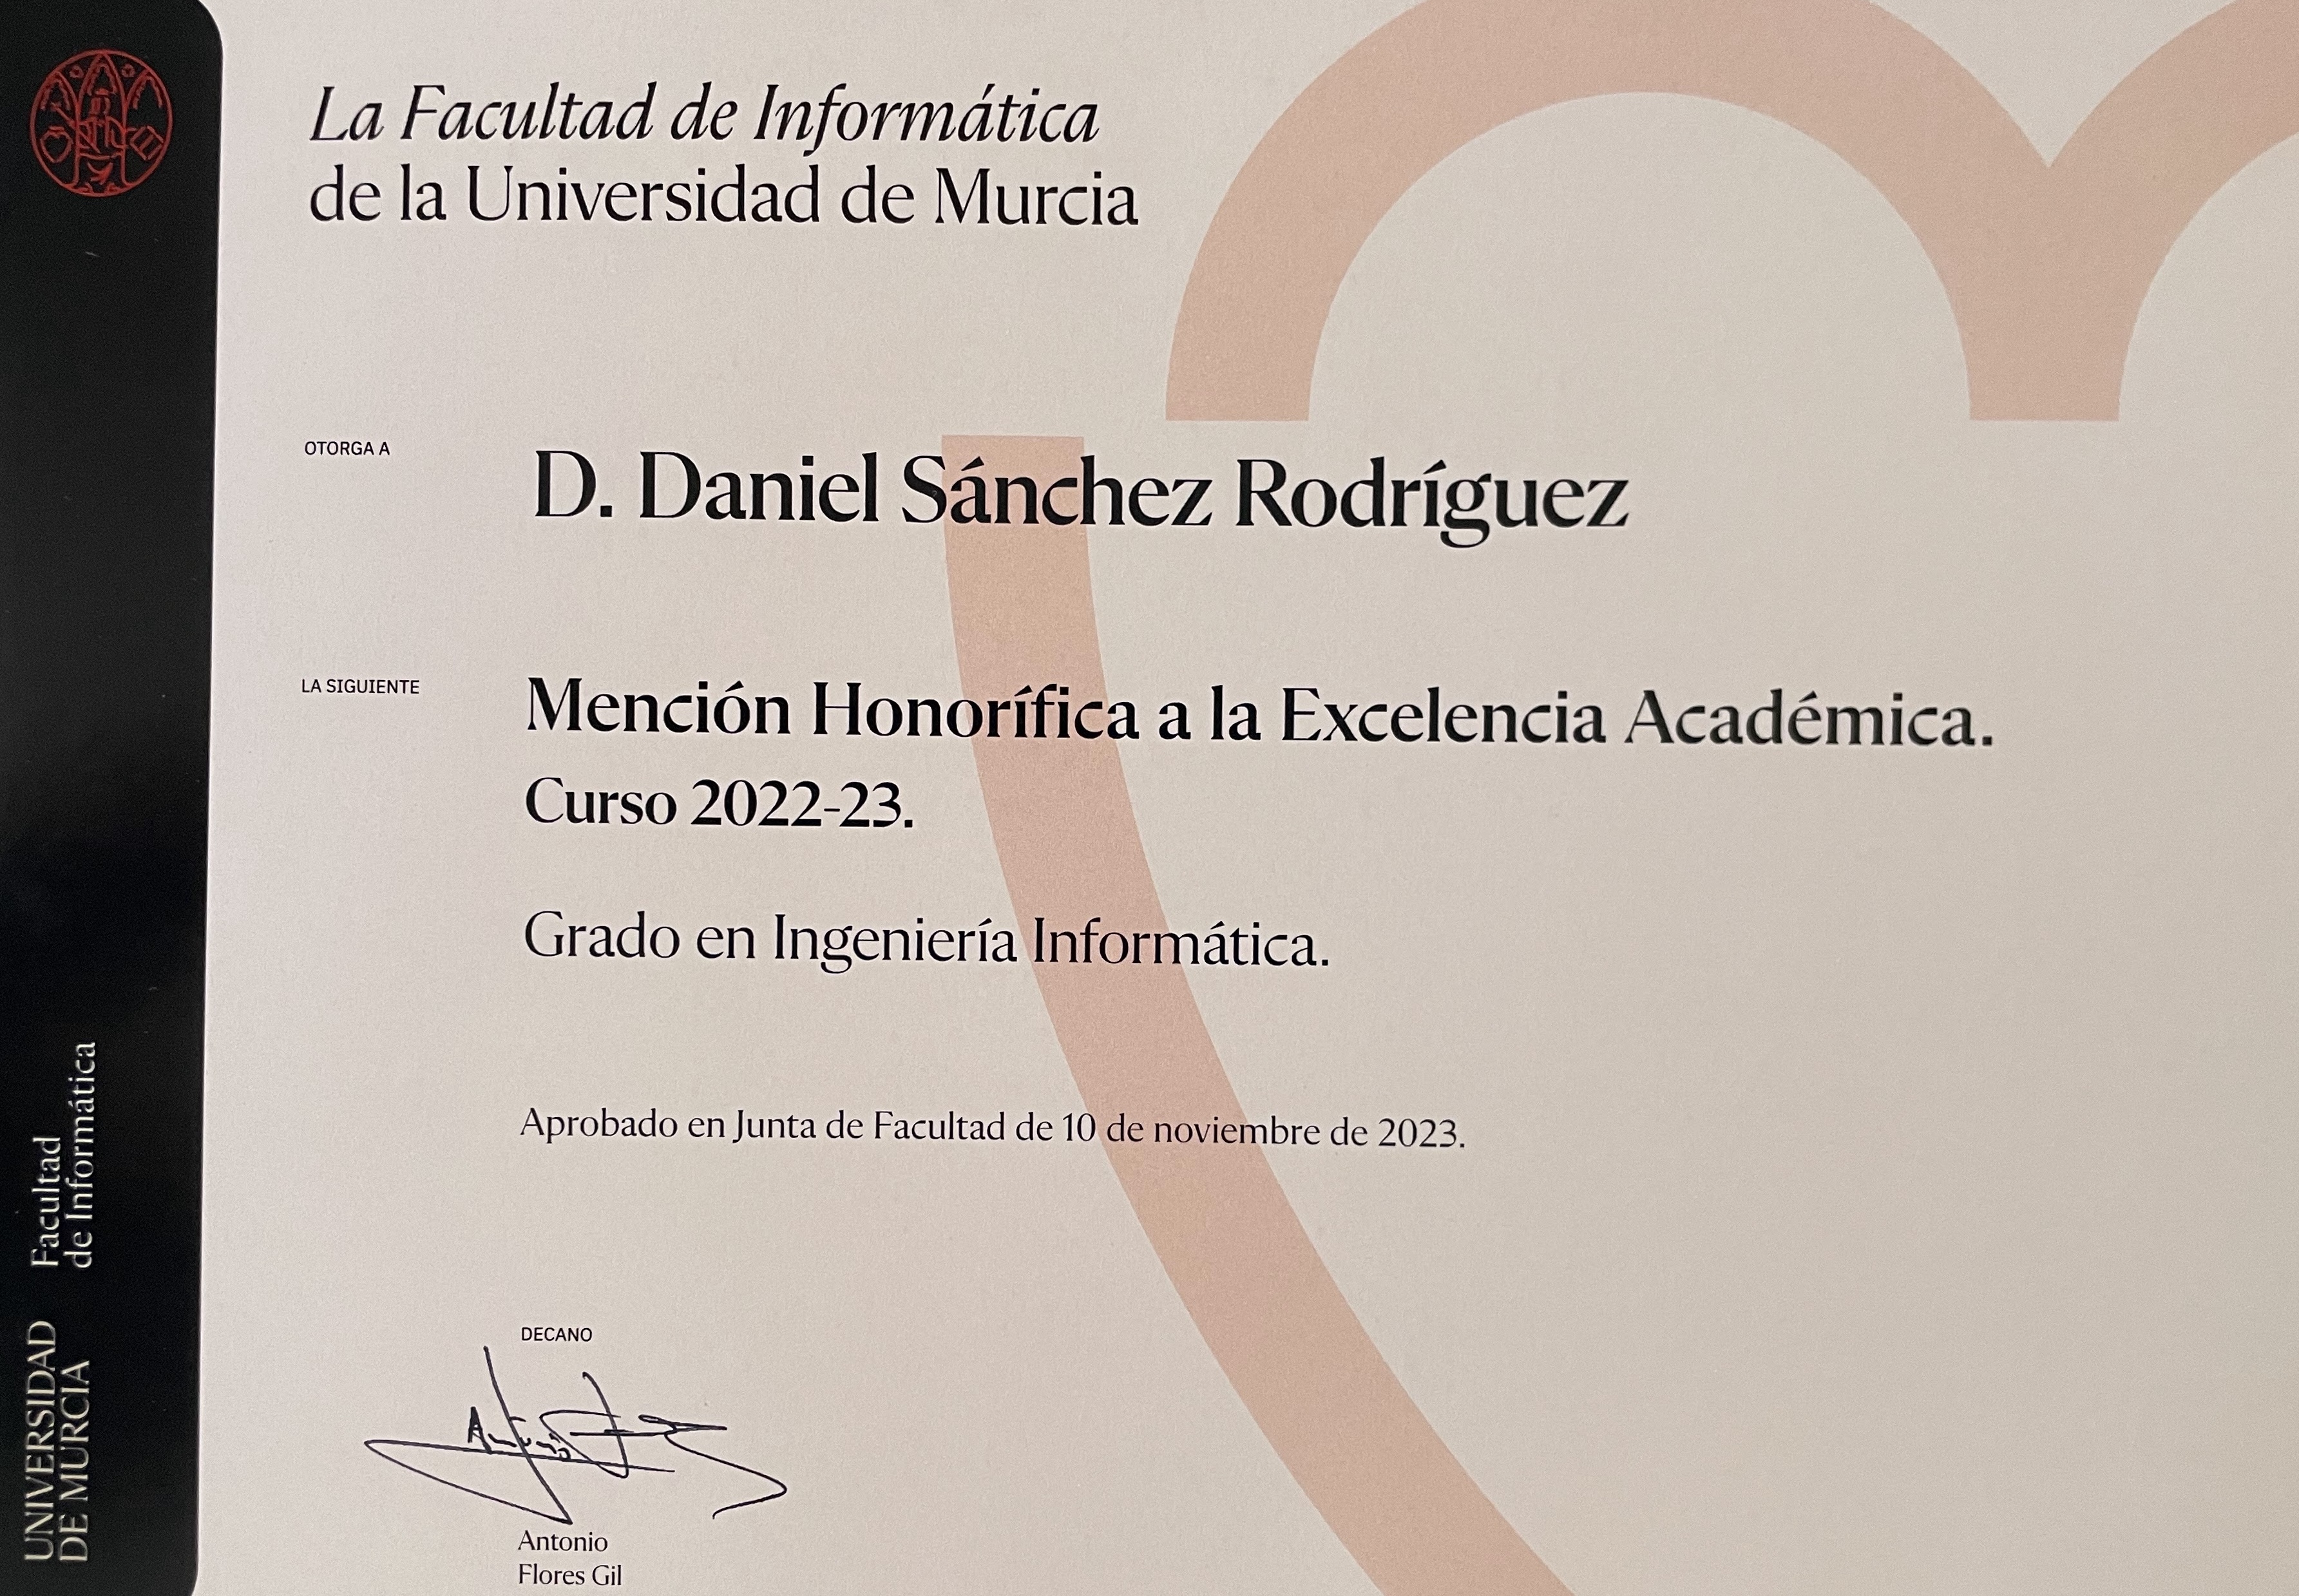 La Facultad de Informática
de la Universidad de Murcia
OTORGA A
D. Daniel Sánchez Rodríguez
LA SIGUIENTE
Mención Honorífica a la Excelencia Académica.
Curso 2022-23.
Grado en Ingeniería Informática.
Aprobado en Junta de Facultad de 10 de noviembre de 2023.
DECANO
Antonio
Flores Gil
UNIVERSIDAD
DE MURCIA
Facultad
de Informática